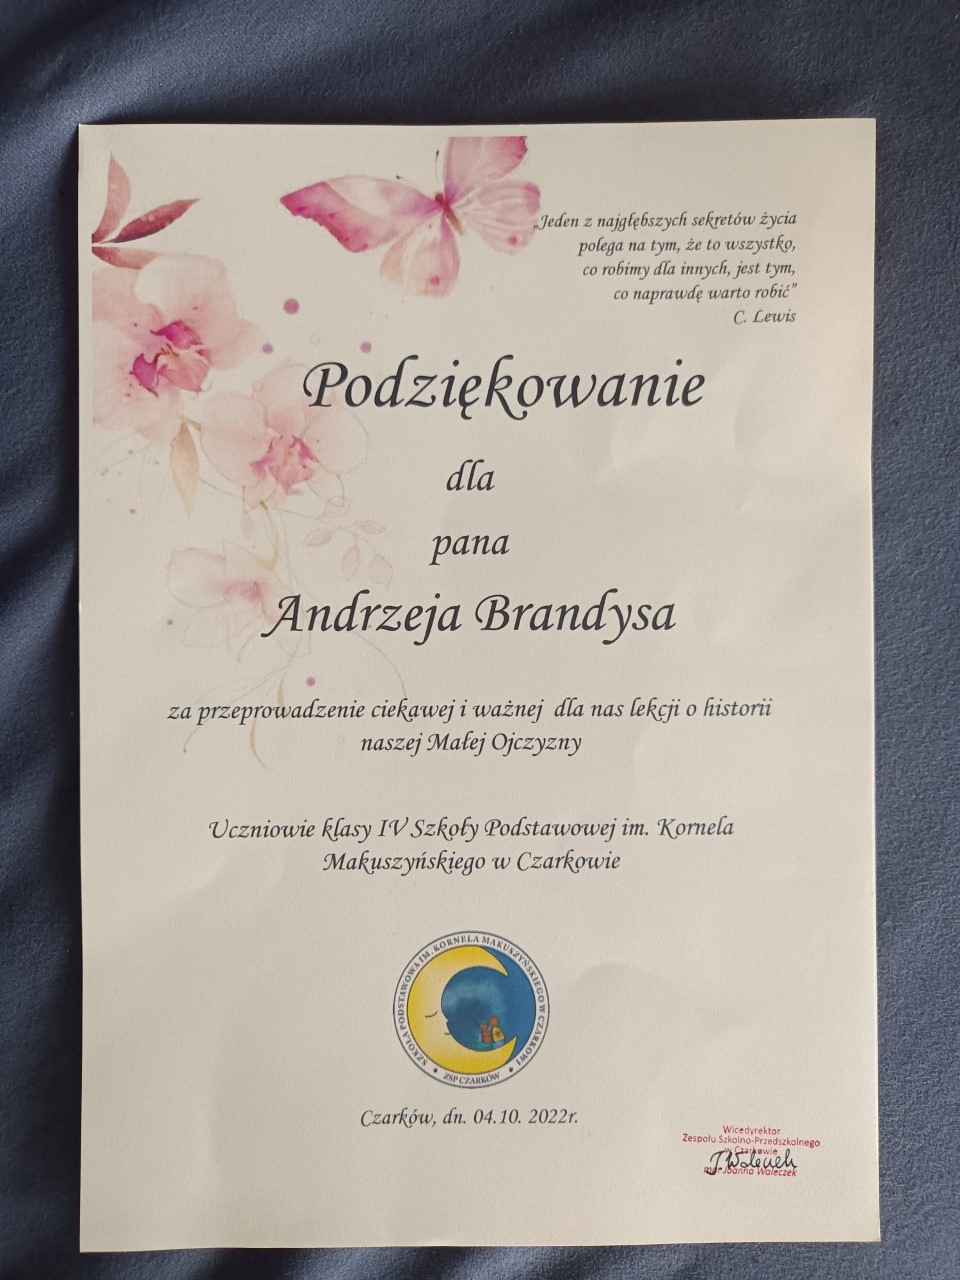 „Jeden z najgłębszych sekretów życia
polega na tym, że to wszystko,
co robimy dla innych, jest tym,
co naprawdę warto robić”
C. Lewis
Podziękowanie
dla
pana
Andrzeja Brandysa
za przeprowadzenie ciekawej i ważnej dla nas lekcji o historii
naszej Małej Ojczyzny
Uczniowie klasy IV Szkoły Podstawowej im. Kornela
Makuszyńskiego w Czarkowie
SZKOŁA PODSTAWOWA IM. KORNELA MAKUSZYŃSKIEGO W CZARKOWIE
ZSP CZARKÓW
Czarków, dn. 04.10. 2022r.
Wicedyrektor
Zespołu Szkolno-Przedszkolnego
w Czarkowie
mgr Joanna Waleczek